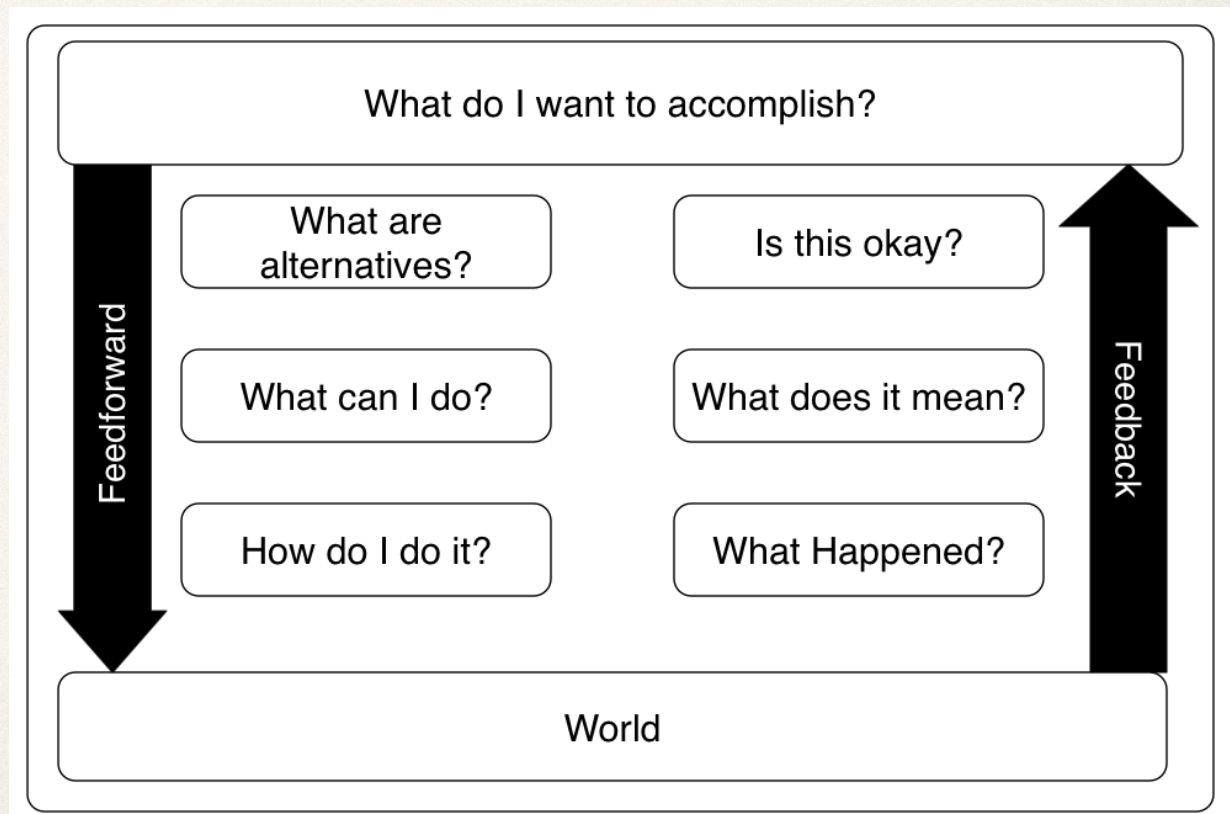 What do I want to accomplish?
What are
alternatives?
Is this okay?
Feedforward
What can I do?
What does it mean?
Feedback
How do I do it?
What Happened?
World